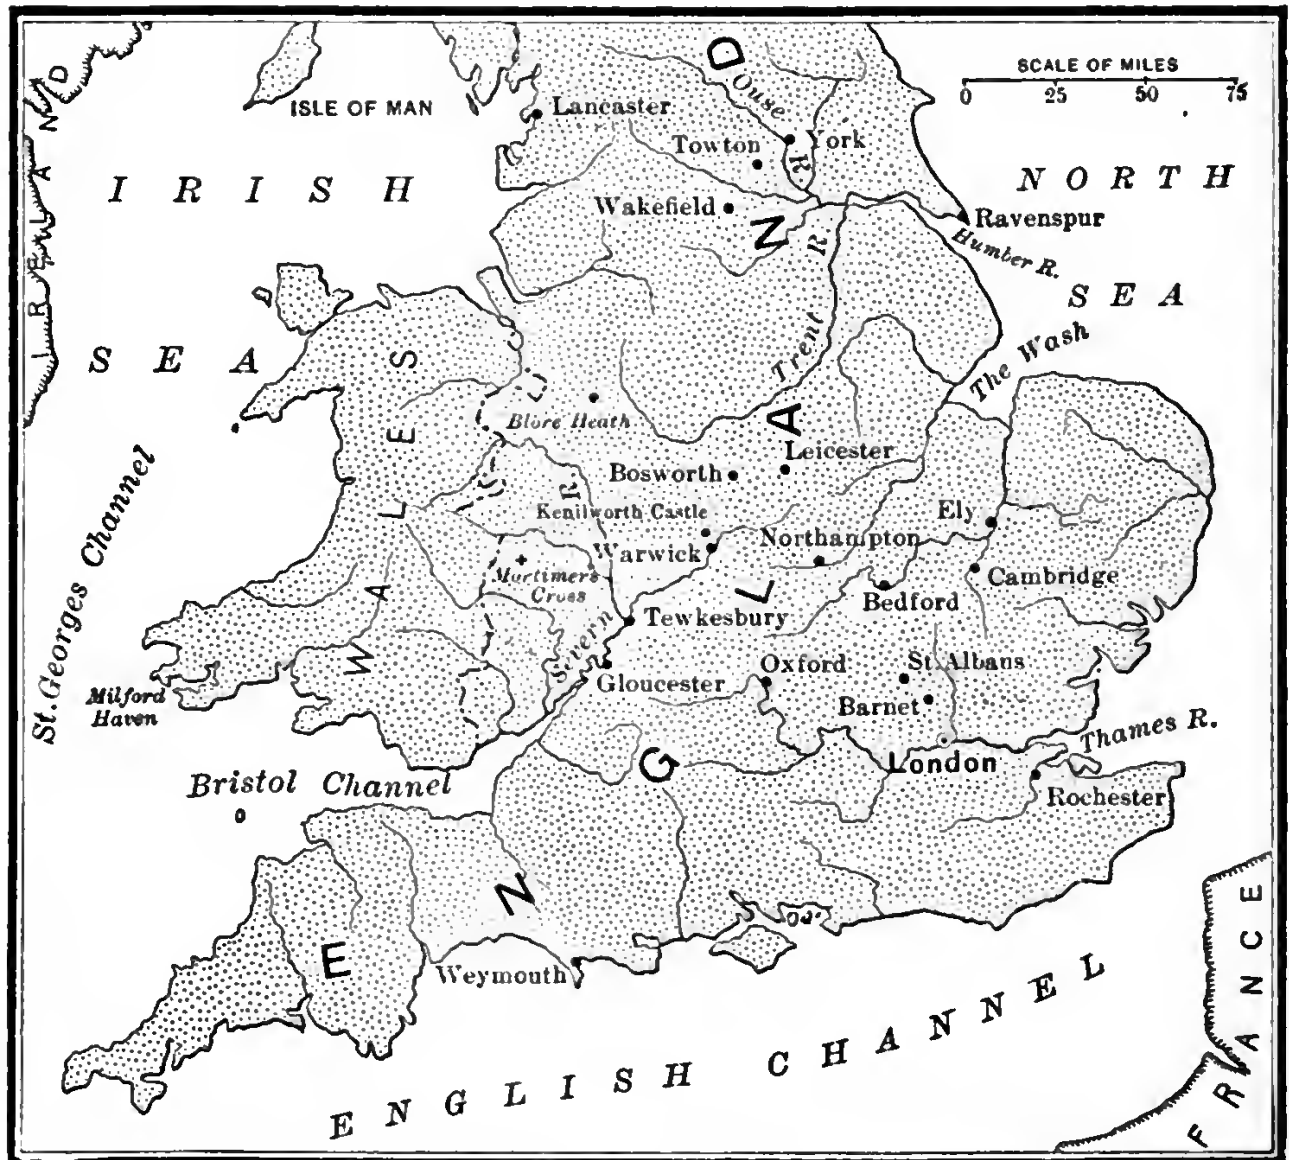 SCALE OF MILES
0 25 50 75
IRELAND
ISLE OF MAN
IRISH
SEA
NORTH
SEA
St. Georges Channel
Bristol Channel
ENGLISH CHANNEL
FRANCE
ENGLAND
WALES
Lancaster
Ouse R
York
Towton
Wakefield
Ravenspur
Humber R.
Trent R
The Wash
Blore Heath
Leicester
Bosworth
Kenilworth Castle
Warwick
Northampton
Ely
Cambridge
Bedford
Mortimer's
Cross
Severn R
Tewkesbury
Gloucester
Oxford
St. Albans
Barnet
London
Thames R.
Rochester
Milford
Haven
Weymouth